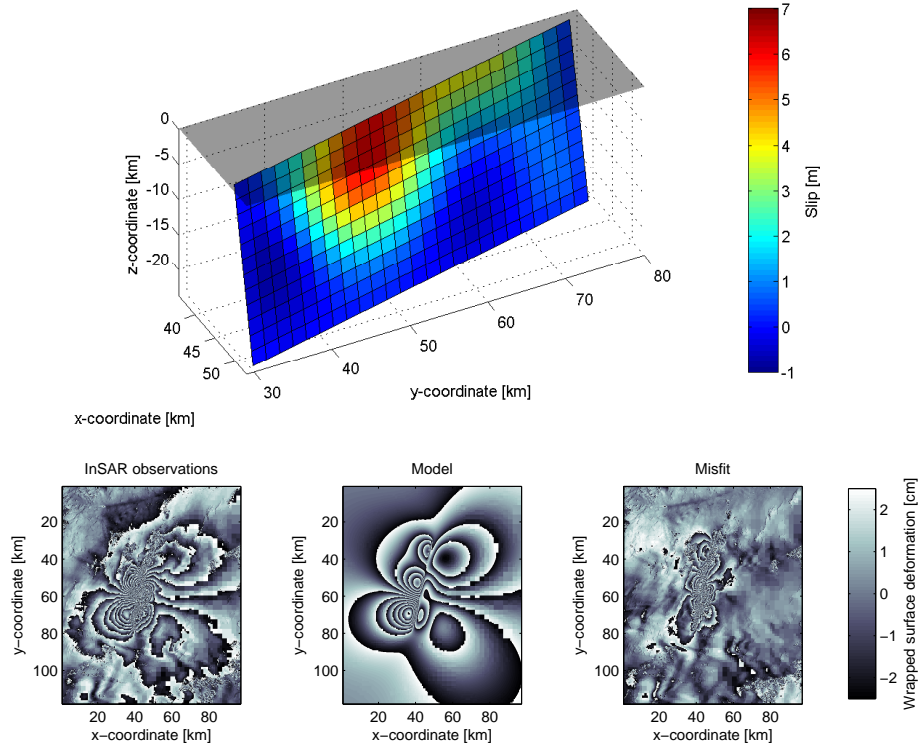 0
-5
-10
-15
-20
z-coordinate [km]
40
45
50
x-coordinate [km]
30
40
50
60
70
80
y-coordinate [km]
7
6
5
4
3
2
1
0
-1
Slip [m]
InSAR observations
20
40
60
80
100
y−coordinate [km]
20 40 60 80
x−coordinate [km]
Model
20
40
60
80
100
y−coordinate [km]
20 40 60 80
x−coordinate [km]
Misfit
20
40
60
80
100
y−coordinate [km]
20 40 60 80
x−coordinate [km]
2
1
0
−1
−2
Wrapped surface deformation [cm]